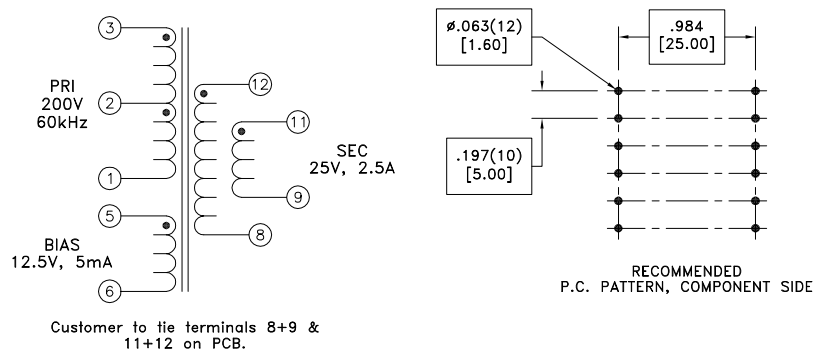 3
PRI
200V
60kHz
2
1
5
BIAS
12.5V, 5mA
6
12
11
SEC
25V, 2.5A
9
8
Customer to tie terminals 8+9 &
11+12 on PCB.
ø.063(12)
[1.60]
.984
[25.00]
.197(10)
[5.00]
RECOMMENDED
P.C. PATTERN, COMPONENT SIDE